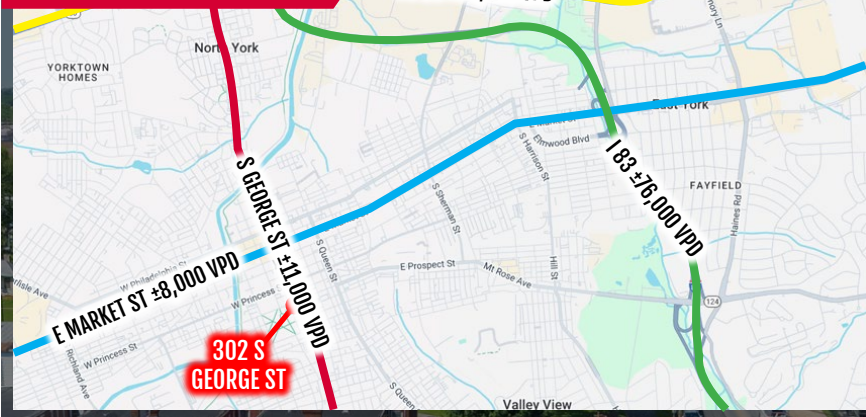 North York
YORKTOWN
HOMES
East York
Elmwood Blvd
S Harrison St
I 83 ±76,000 VPD
FAYFIELD
Haines Rd
S GEORGE ST ±11,000 VPD
S Sherman St
S Queen St
E Prospect St
Mt Rose Ave
Hill St
W Philadelphia St
E MARKET ST ±8,000 VPD
W Princess
124
302 S
GEORGE ST
W Princess St
Richland Ave
S Queen
Valley View